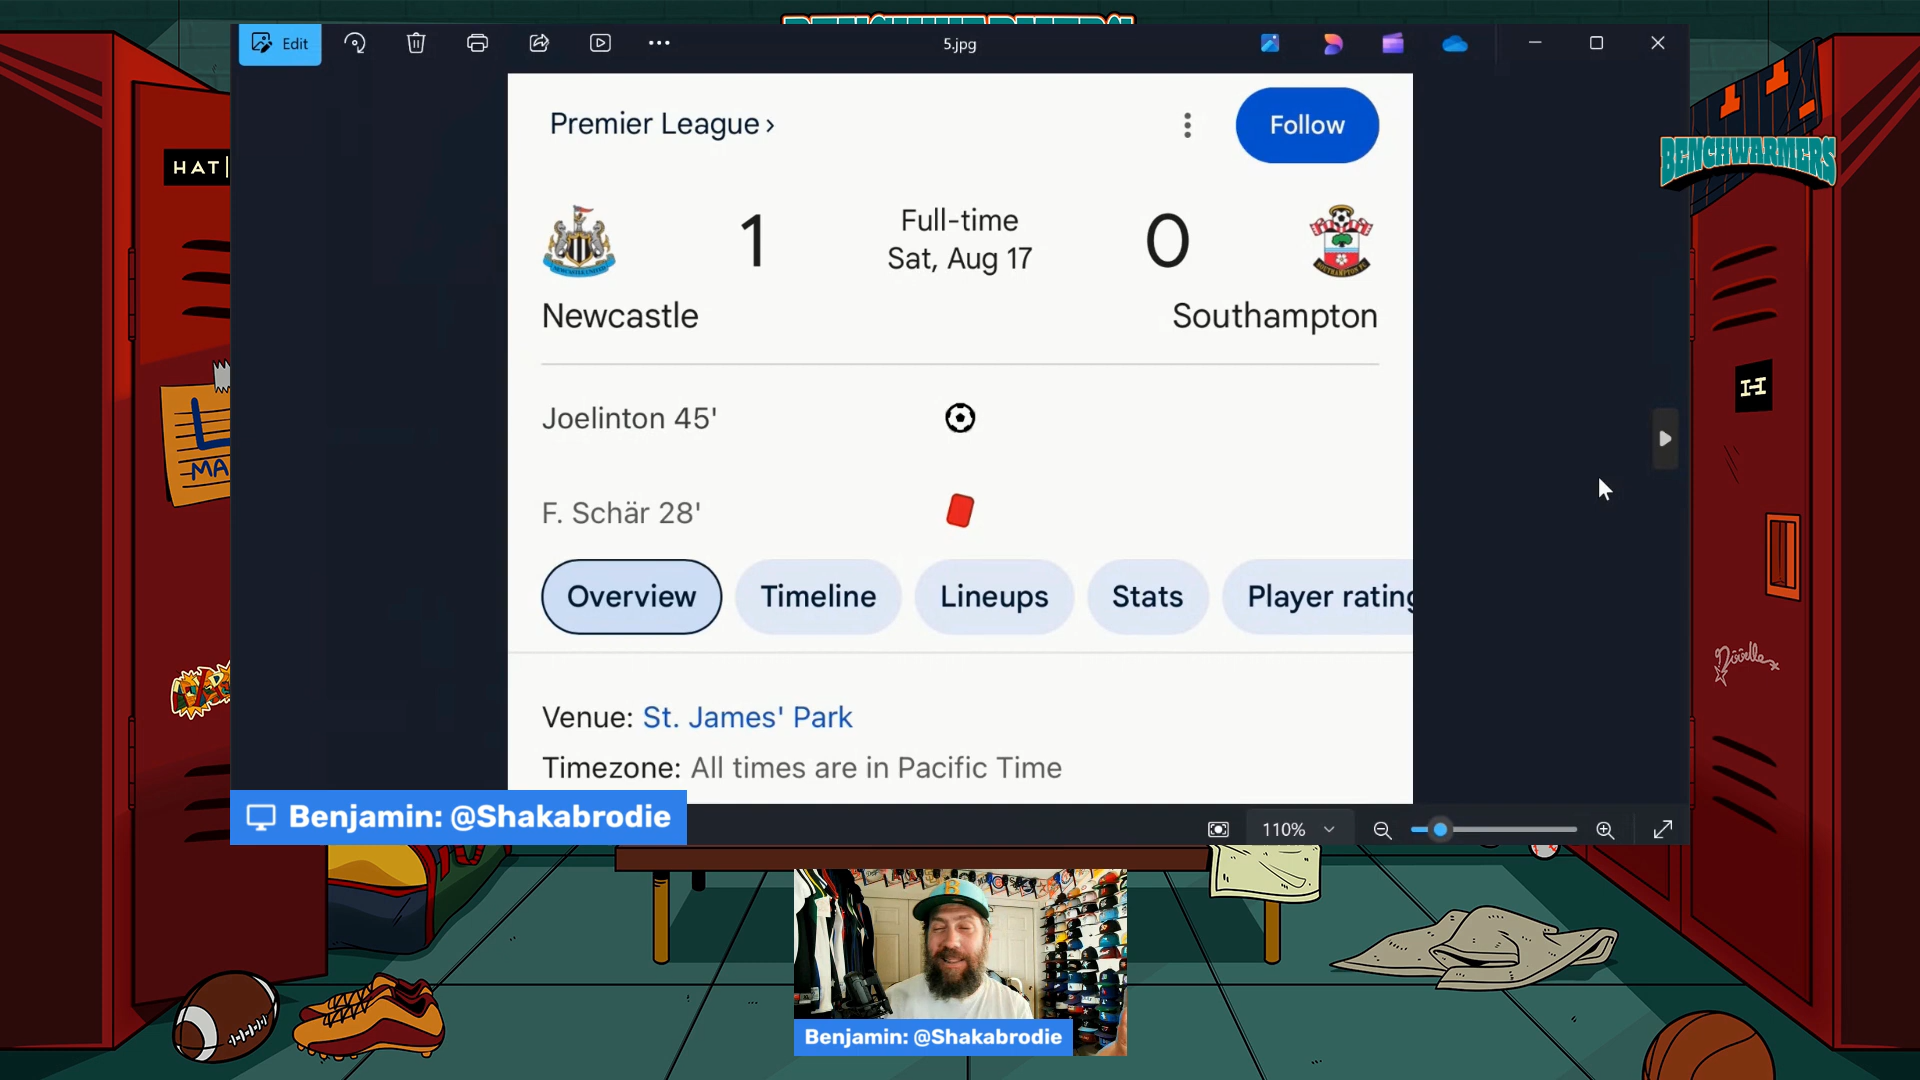 Edit
5.jpg
Premier League ›
Follow
BENCHWARMERS
HAT
1
Full-time
Sat, Aug 17
0
Newcastle
Southampton
Joelinton 45'
F. Schär 28'
MA
Overview
Timeline
Lineups
Stats
Player rating
Venue: St. James' Park
Timezone: All times are in Pacific Time
Benjamin: @Shakabrodie
110%
Benjamin: @Shakabrodie